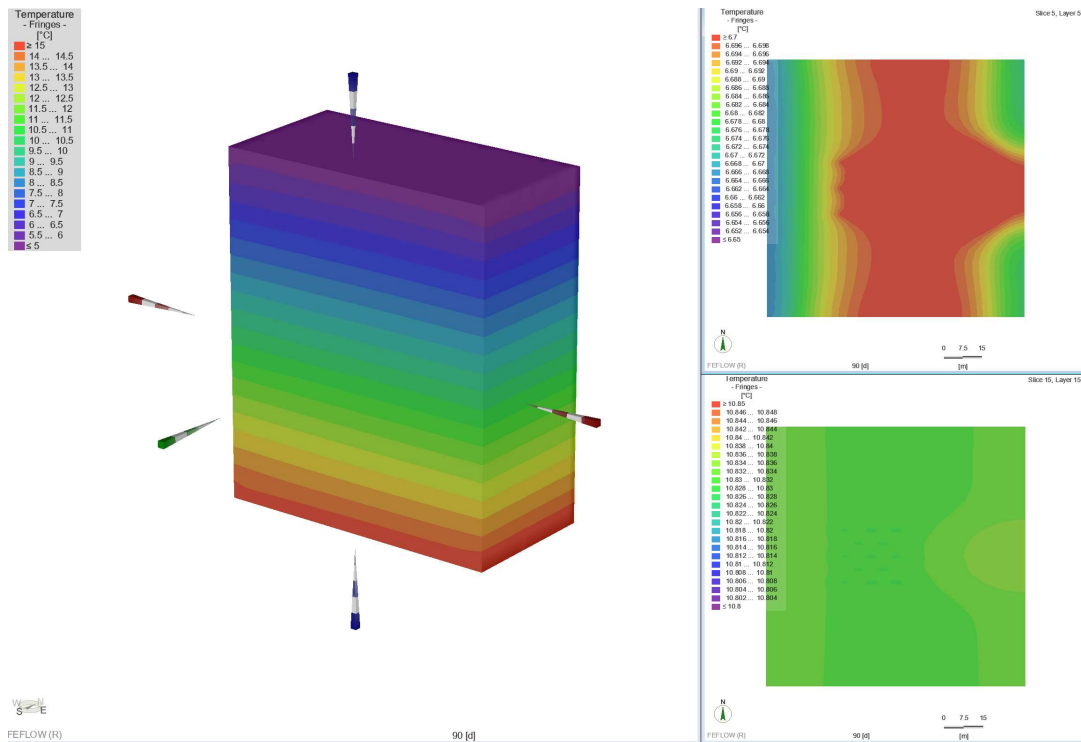 Temperature
- Fringes -
[°C]
≥ 15
14 ... 14.5
13.5 ... 14
13 ... 13.5
12.5 ... 13
12 ... 12.5
11.5 ... 12
11 ... 11.5
10.5 ... 11
10 ... 10.5
9.5 ... 10
9 ... 9.5
8.5 ... 9
8 ... 8.5
7.5 ... 8
7 ... 7.5
6.5 ... 7
6 ... 6.5
5.5 ... 6
≤ 5
W N
S E
FEFLOW (R)
90 [d]
Temperature
- Fringes -
[°C]
Slice 5, Layer 5
≥ 6.7
6.696 ... 6.698
6.694 ... 6.696
6.692 ... 6.694
6.69 ... 6.692
6.688 ... 6.69
6.686 ... 6.688
6.684 ... 6.686
6.682 ... 6.684
6.68 ... 6.682
6.678 ... 6.68
6.676 ... 6.678
6.674 ... 6.676
6.672 ... 6.674
6.67 ... 6.672
6.668 ... 6.67
6.666 ... 6.668
6.664 ... 6.666
6.662 ... 6.664
6.66 ... 6.662
6.658 ... 6.66
6.656 ... 6.658
6.654 ... 6.656
6.652 ... 6.654
≤ 6.65
N
0 7.5 15
FEFLOW (R)
90 [d]
[m]
Temperature
- Fringes -
[°C]
Slice 15, Layer 15
≥ 10.85
10.846 ... 10.848
10.844 ... 10.846
10.842 ... 10.844
10.84 ... 10.842
10.838 ... 10.84
10.836 ... 10.838
10.834 ... 10.836
10.832 ... 10.834
10.83 ... 10.832
10.828 ... 10.83
10.826 ... 10.828
10.824 ... 10.826
10.822 ... 10.824
10.82 ... 10.822
10.818 ... 10.82
10.816 ... 10.818
10.814 ... 10.816
10.812 ... 10.814
10.81 ... 10.812
10.808 ... 10.81
10.806 ... 10.808
10.804 ... 10.806
10.802 ... 10.804
≤ 10.8
N
0 7.5 15
FEFLOW (R)
90 [d]
[m]